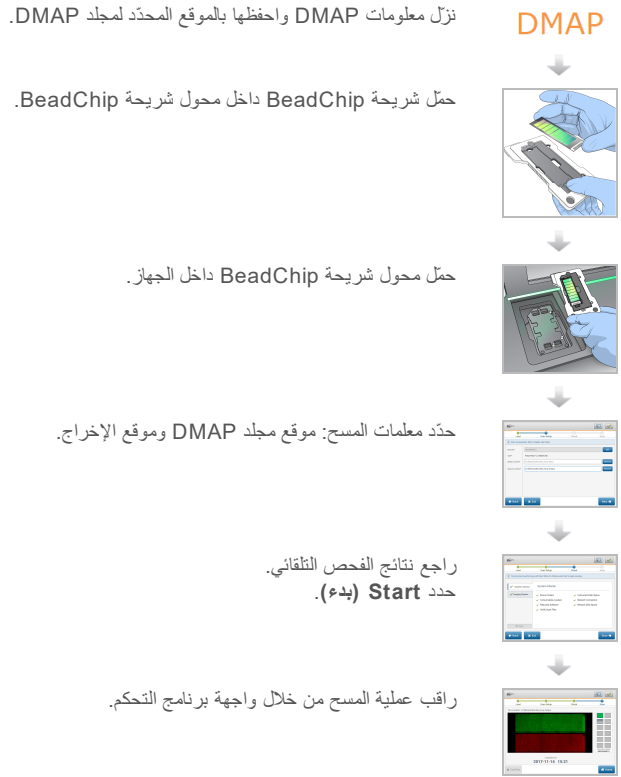 نزّل معلومات DMAP واحفظها بالموقع المحدّد لمجلد DMAP.
DMAP
حمّل شريحة BeadChip داخل محول شريحة BeadChip.
حمّل محول شريحة BeadChip داخل الجهاز.
حدّد معلمات المسح: موقع مجلد DMAP وموقع الإخراج.
راجع نتائج الفحص التلقائي.
حدد Start (بدء).
راقب عملية المسح من خلال واجهة برنامج التحكم.